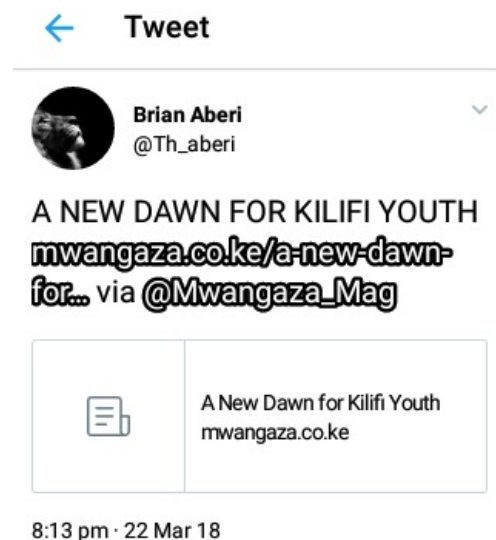 Tweet
Brian Aberi
@Th_aberi
A NEW DAWN FOR KILIFI YOUTH
mwangaza.co.ke/a-new-dawn-
for... via @Mwangaza_Mag
A New Dawn for Kilifi Youth
mwangaza.co.ke
8:13 pm · 22 Mar 18